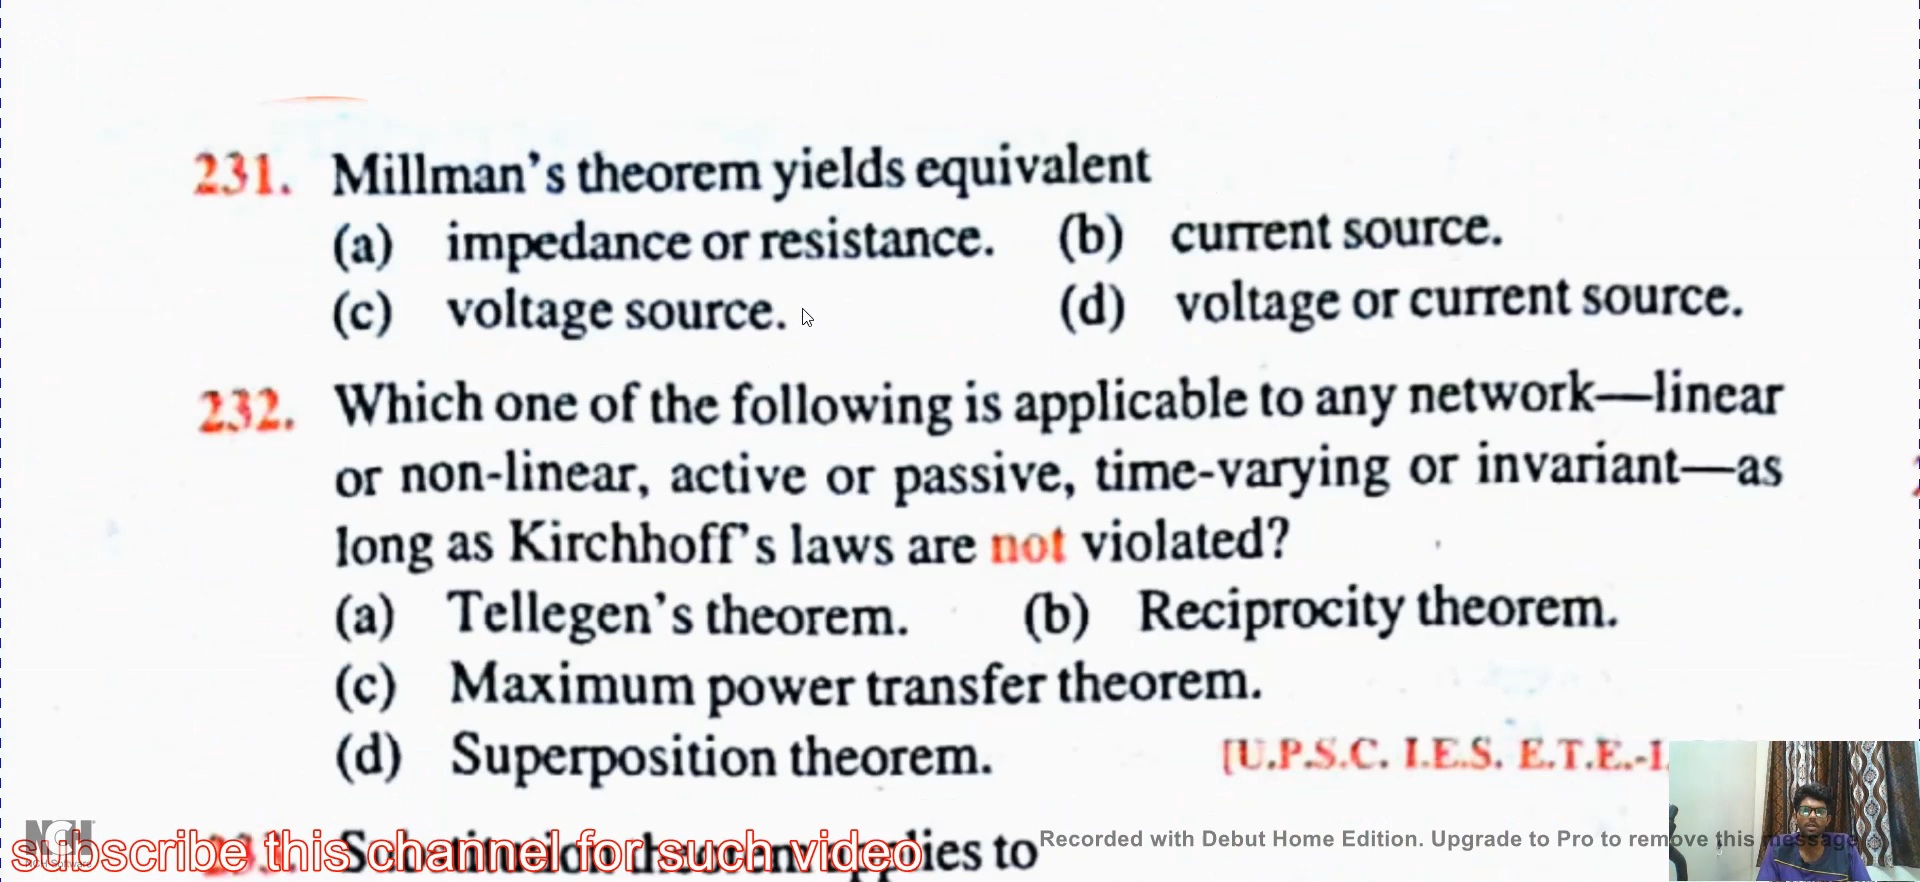 231. Millman's theorem yields equivalent
(a) impedance or resistance. (b) current source.
(c) voltage source. (d) voltage or current source.
232. Which one of the following is applicable to any network—linear
or non-linear, active or passive, time-varying or invariant—as
long as Kirchhoff's laws are not violated?
(a) Tellegen's theorem. (b) Reciprocity theorem.
(c) Maximum power transfer theorem.
(d) Superposition theorem. [U.P.S.C. I.E.S. E.T.E.-I.
to
subscribe this channel for such video
Recorded with Debut Home Edition. Upgrade to Pro to remove this message
NCH